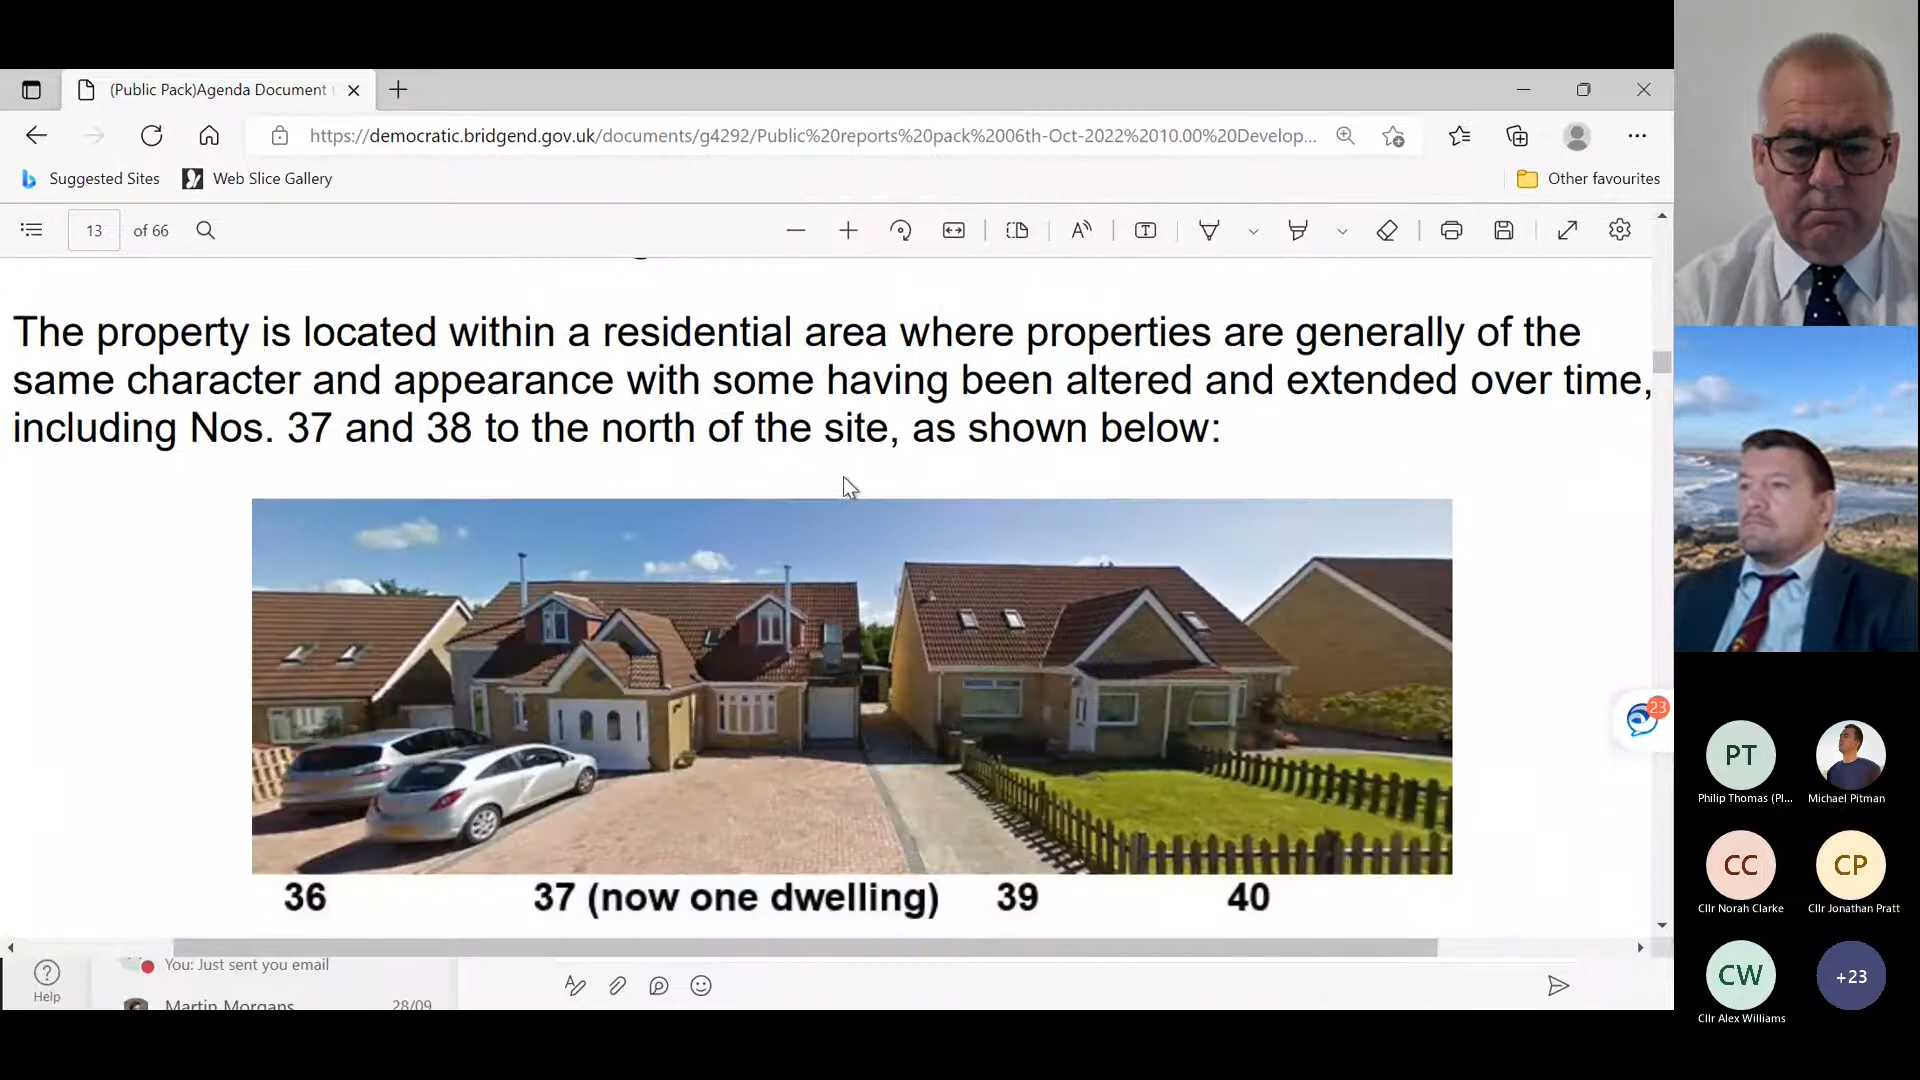 (Public Pack)Agenda Document
https://democratic.bridgend.gov.uk/documents/g4292/Public%20reports%20pack%2006th-Oct-2022%2010.00%20Develop...
Suggested Sites
Web Slice Gallery
Other favourites
13 of 66
The property is located within a residential area where properties are generally of the
same character and appearance with some having been altered and extended over time,
including Nos. 37 and 38 to the north of the site, as shown below:
36 37 (now one dwelling) 39 40
23
Help
You: Just sent you email
Martin Morgans 28/09
PT
Philip Thomas (Pl...
Michael Pitman
CC
Cllr Norah Clarke
CP
Cllr Jonathan Pratt
CW
Cllr Alex Williams
+23